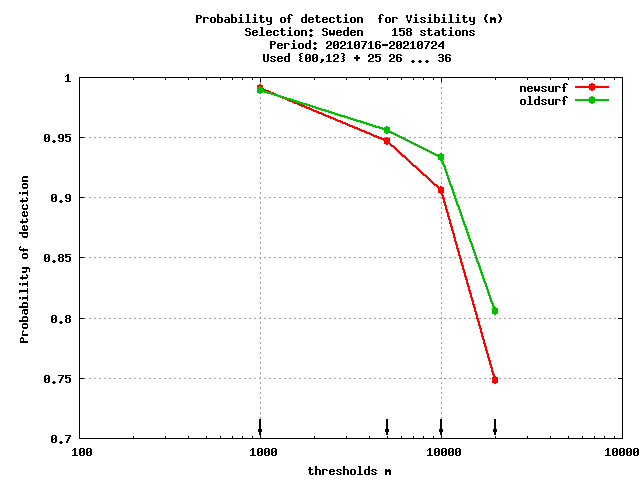 Probability of detection  for Visibility (m)
Selection: Sweden    158 stations
Period: 20210716-20210724
Used {00,12} + 25 26 ... 36
newsurf
oldsurf
1
0.95
0.9
0.85
0.8
0.75
0.7
Probability of detection
100 1000 10000 10000
thresholds m